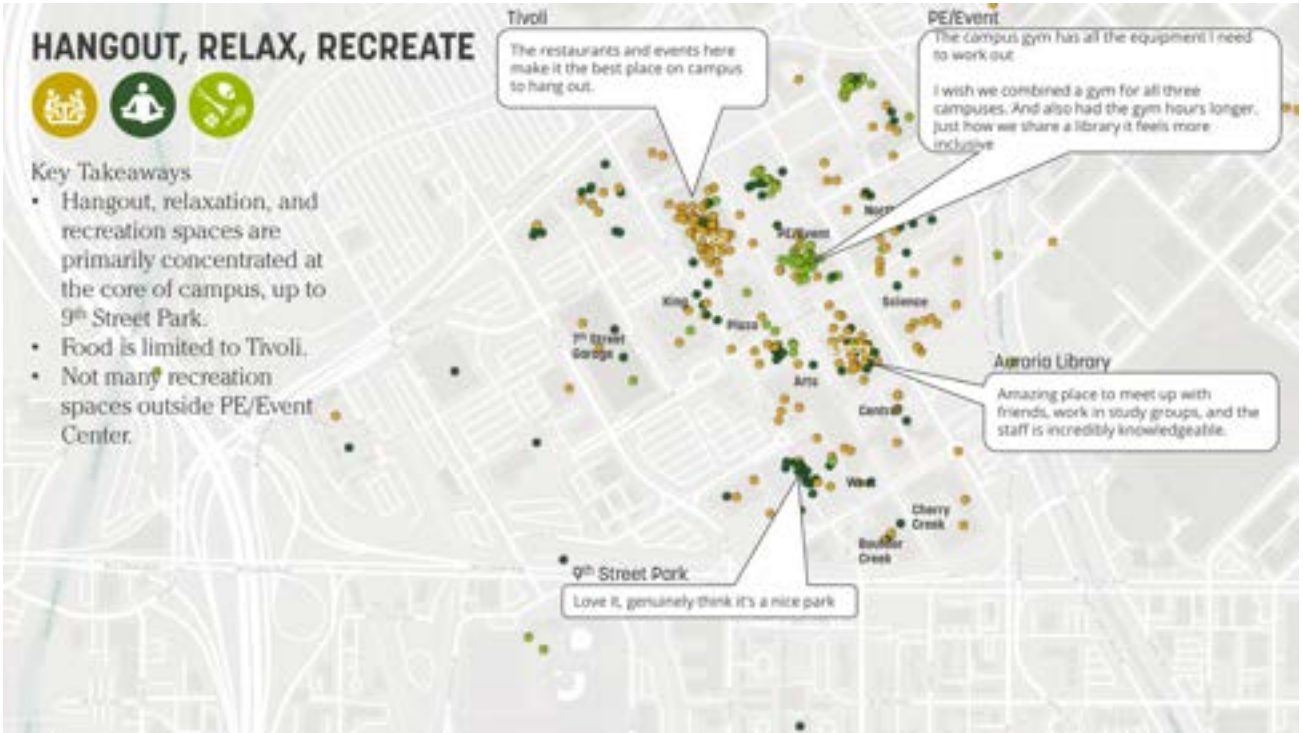 HANGOUT, RELAX, RECREATE
Key Takeaways
• Hangout, relaxation, and
recreation spaces are
primarily concentrated at
the core of campus, up to
9th Street Park.
• Food is limited to Tivoli.
• Not many recreation
spaces outside PE/Event
Center.
Tivoli
The restaurants and events here
make it the best place on campus
to hang out.
PE/Event
The campus gym has all the equipment I need
to work out
I wish we combined a gym for all three
campuses. And also had the gym hours longer.
Just how we share a library it feels more
inclusive
North
PE/Event
King
Plaza
Science
7th Street
Garage
Arts
Central
West
Cherry
Creek
Boulder
Creek
Auraria Library
Amazing place to meet up with
friends, work in study groups, and the
staff is incredibly knowledgeable.
9th Street Park
Love it, genuinely think it's a nice park